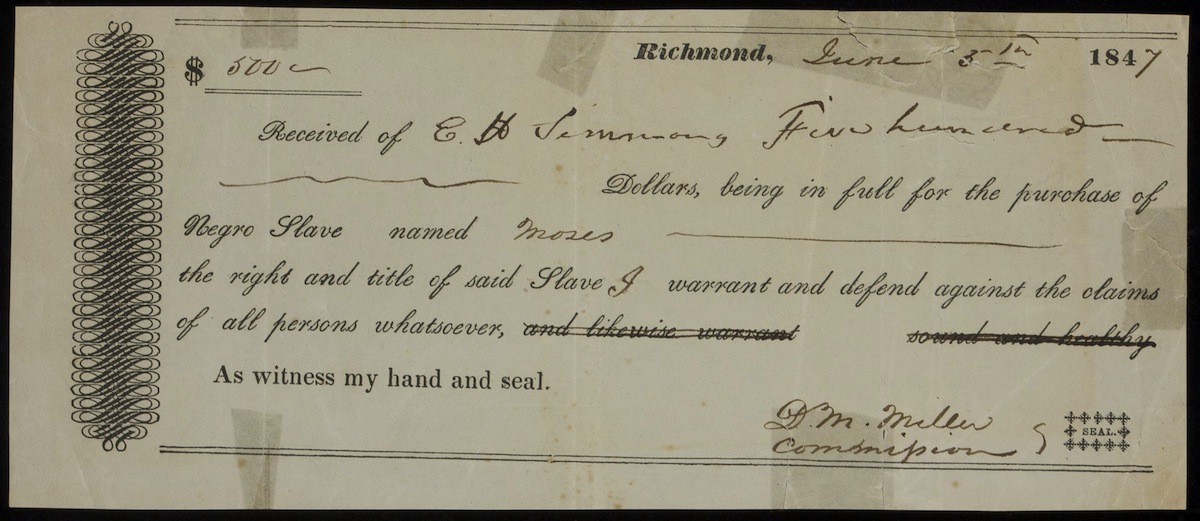 Richmond, June 5th 1847
$ 500
Received of E. H Simmons Five hundred
Dollars, being in full for the purchase of
Negro Slave named Moses
the right and title of said Slave I warrant and defend against the claims
of all persons whatsoever, and likewise warrant sound and healthy
As witness my hand and seal.
D. M. Miller
Commission
SEAL.